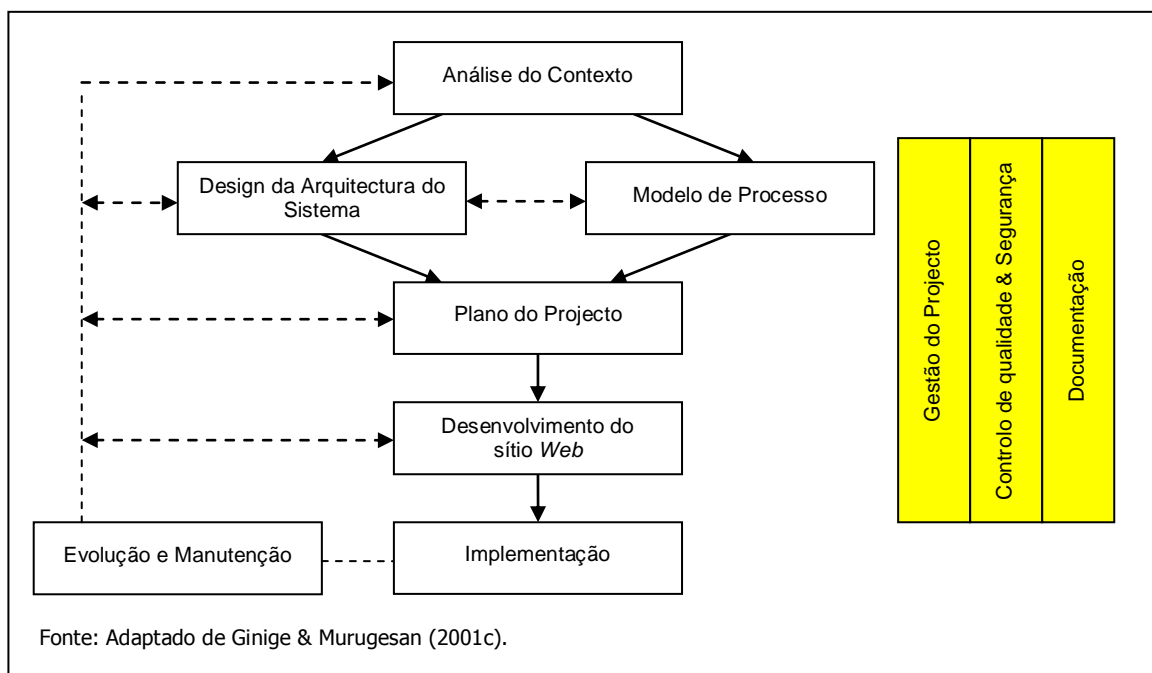 Análise do Contexto
Design da Arquitectura do
Sistema
Modelo de Processo
Plano do Projecto
Desenvolvimento do
sítio Web
Evolução e Manutenção
Implementação
Gestão do Projecto
Controlo de qualidade & Segurança
Documentação
Fonte: Adaptado de Ginige & Murugesan (2001c).